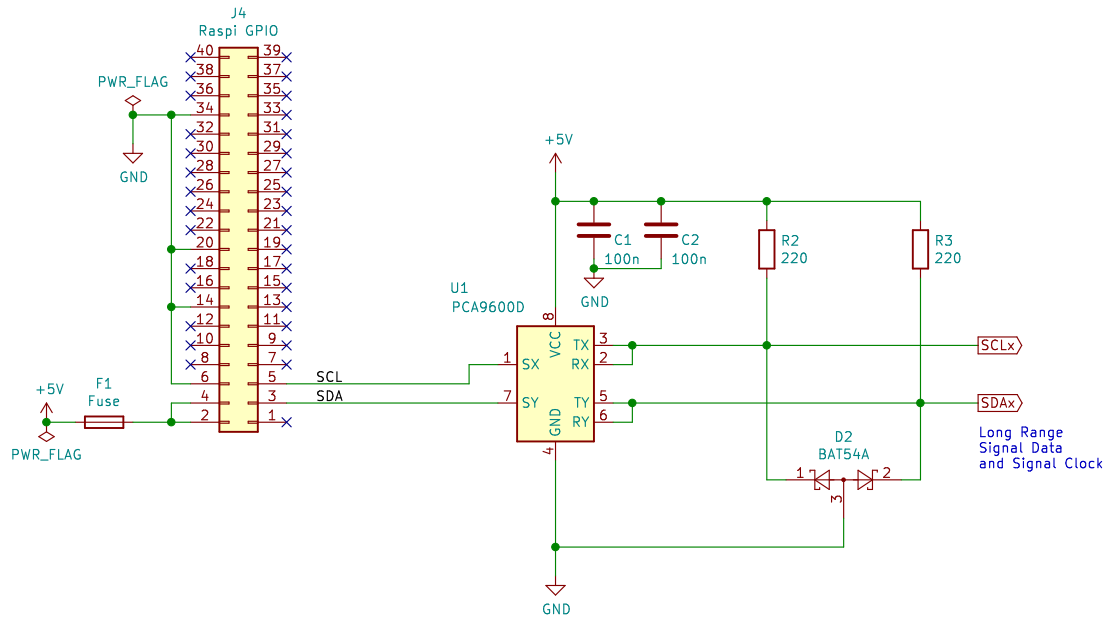 J4
Raspi GPIO
40 39
38 37
36 35
34 33
32 31
30 29
28 27
26 25
24 23
22 21
20 19
18 17
16 15
14 13
12 11
10 9
8 7
6 5
4 3
2 1
PWR_FLAG
GND
+5V
F1
Fuse
PWR_FLAG
SCL
SDA
+5V
C1
100n
C2
100n
GND
R2
220
R3
220
U1
PCA9600D
8
VCC
1 SX
7 SY
TX 3
RX 2
TY 5
RY 6
GND
4
SCLx
SDAx
Long Range
Signal Data
and Signal Clock
D2
BAT54A
1 2
3
GND